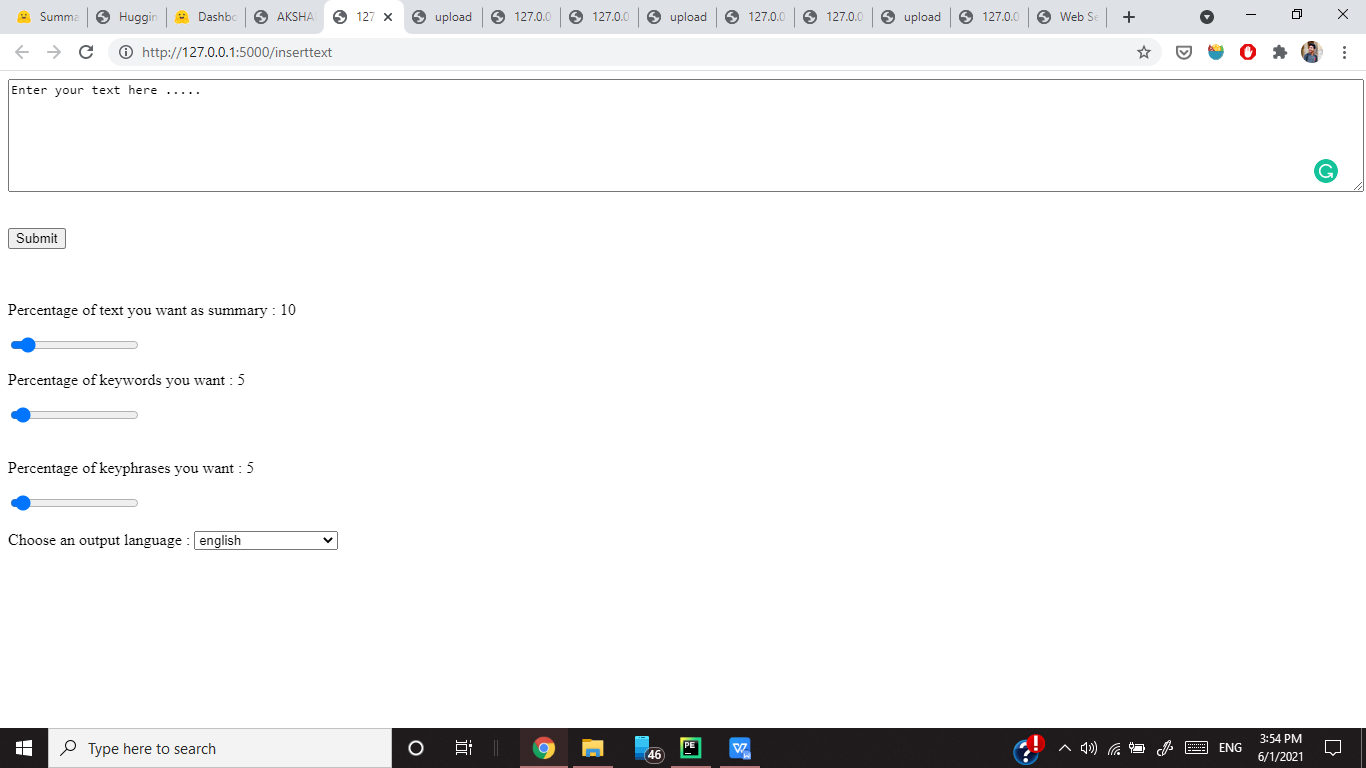 Summa
Huggin
Dashbo
AKSHA
127
upload
127.0.0
127.0.0
upload
127.0.0
127.0.0
upload
127.0.0
Web Se
http://127.0.0.1:5000/inserttext
Enter your text here .....
Submit
Percentage of text you want as summary : 10
Percentage of keywords you want : 5
Percentage of keyphrases you want : 5
Choose an output language : english
Type here to search
46
PE
ENG
3:54 PM
6/1/2021